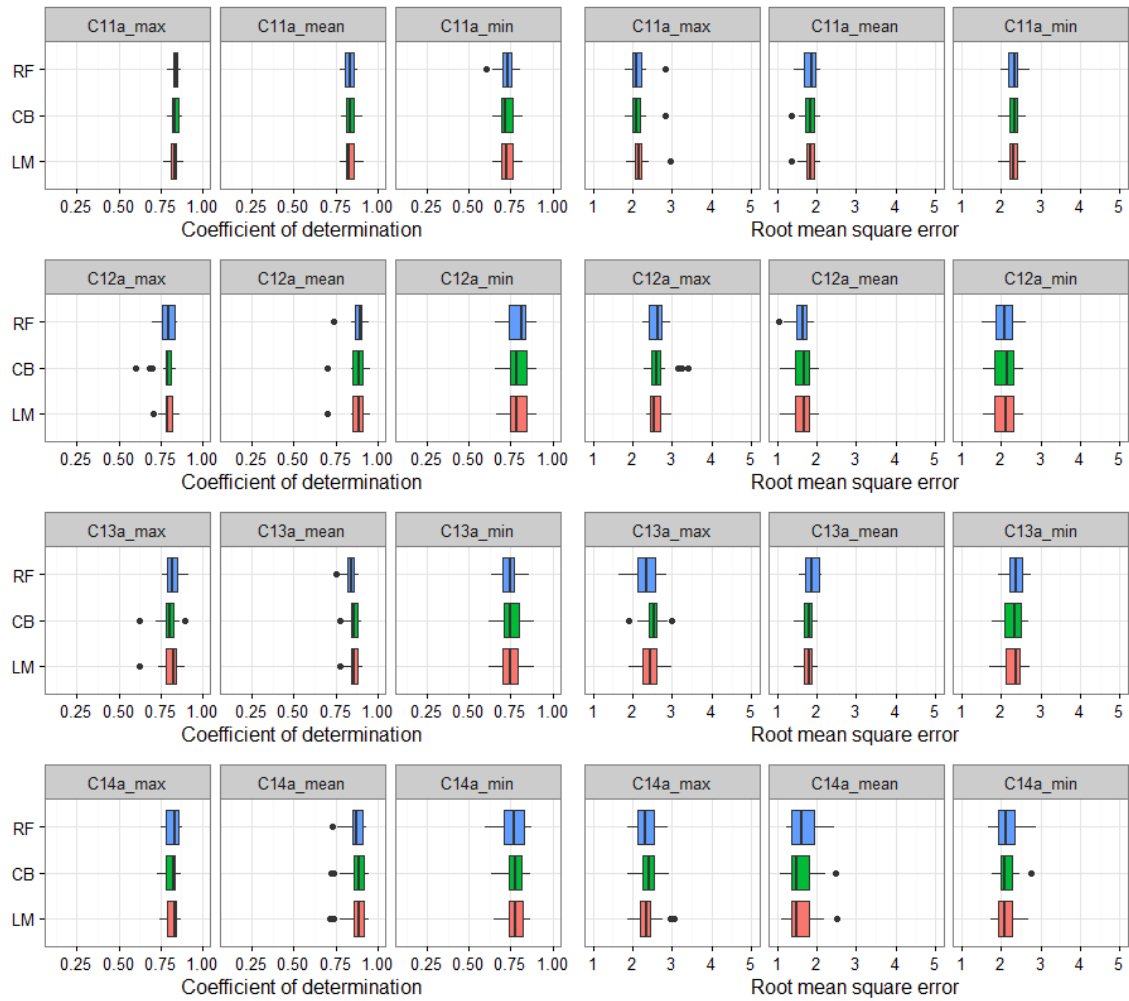 C11a_max C11a_mean C11a_min C11a_max C11a_mean C11a_min
RF
CB
LM
0.25 0.50 0.75 1.00 0.25 0.50 0.75 1.00 0.25 0.50 0.75 1.00 1 2 3 4 5 1 2 3 4 5 1 2 3 4 5
Coefficient of determination Root mean square error
C12a_max C12a_mean C12a_min C12a_max C12a_mean C12a_min
RF
CB
LM
0.25 0.50 0.75 1.00 0.25 0.50 0.75 1.00 0.25 0.50 0.75 1.00 1 2 3 4 5 1 2 3 4 5 1 2 3 4 5
Coefficient of determination Root mean square error
C13a_max C13a_mean C13a_min C13a_max C13a_mean C13a_min
RF
CB
LM
0.25 0.50 0.75 1.00 0.25 0.50 0.75 1.00 0.25 0.50 0.75 1.00 1 2 3 4 5 1 2 3 4 5 1 2 3 4 5
Coefficient of determination Root mean square error
C14a_max C14a_mean C14a_min C14a_max C14a_mean C14a_min
RF
CB
LM
0.25 0.50 0.75 1.00 0.25 0.50 0.75 1.00 0.25 0.50 0.75 1.00 1 2 3 4 5 1 2 3 4 5 1 2 3 4 5
Coefficient of determination Root mean square error